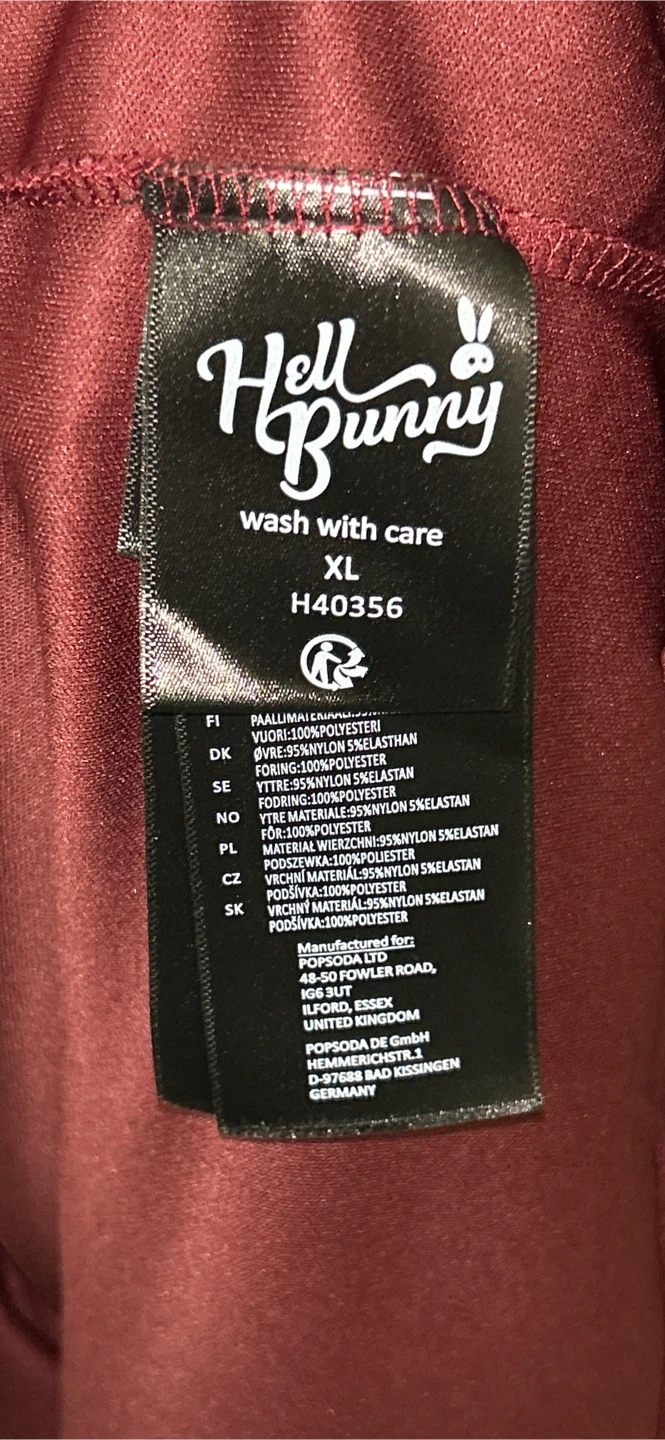 Hell
Bunny
wash with care
XL
H40356
FI
VUORI:100%POLYESTERI
DK ØVRE:95%NYLON 5%ELASTHAN
FORING:100%POLYESTER
SE YTTRE:95%NYLON 5%ELASTAN
FODRING:100%POLYESTER
NO YTRE MATERIALE:95%NYLON 5%ELASTAN
FÔR:100%POLYESTER
PL MATERIAŁ WIERZCHNI:95%NYLON 5%ELASTAN
PODSZEWKA:100%POLIESTER
CZ VRCHNÍ MATERIÁL:95%NYLON 5%ELASTAN
PODŠÍVKA:100%POLYESTER
SK VRCHNÝ MATERIÁL:95%NYLON 5%ELASTAN
PODŠÍVKA:100%POLYESTER
Manufactured for:
POPSODA LTD
48-50 FOWLER ROAD,
IG6 3UT
ILFORD, ESSEX
UNITED KINGDOM
POPSODA DE GmbH
HEMMERICHSTR.1
D-97688 BAD KISSINGEN
GERMANY